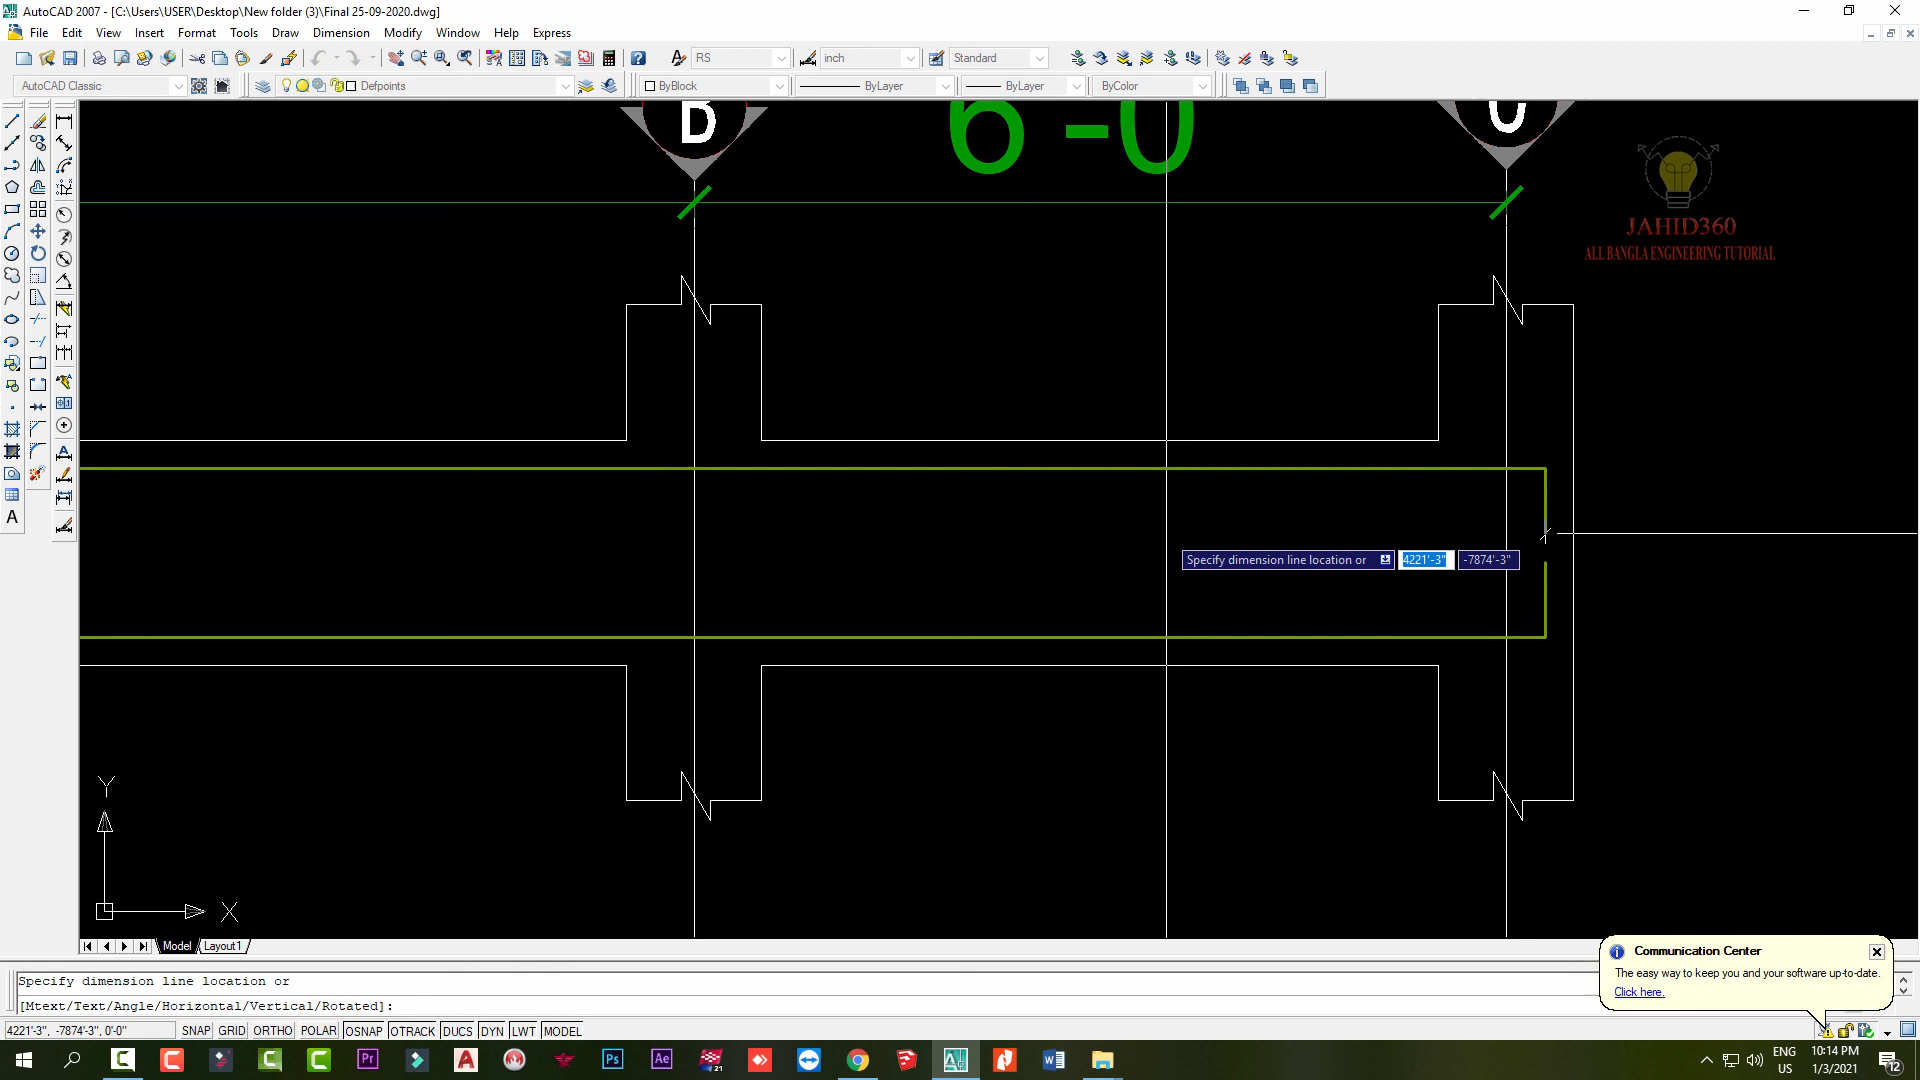 AutoCAD 2007 - [C:\Users\USER\Desktop\New folder (3)\Final 25-09-2020.dwg]
File Edit View Insert Format Tools Draw Dimension Modify Window Help Express
RS inch Standard
AutoCAD Classic Defpoints ByBlock ByLayer ByLayer ByColor
B 6 -0
JAHID360
ALL BANGLA ENGINEERING TUTORIAL
Specify dimension line location or 4221'-3" -7874'-3"
Y
X
Model Layout1
Communication Center
The easy way to keep you and your software up-to-date.
Click here.
Specify dimension line location or
[Mtext/Text/Angle/Horizontal/Vertical/Rotated]:
4221'-3", -7874'-3", 0'-0" SNAP GRID ORTHO POLAR OSNAP OTRACK DUCS DYN LWT MODEL
ENG 10:14 PM
US 1/3/2021 12